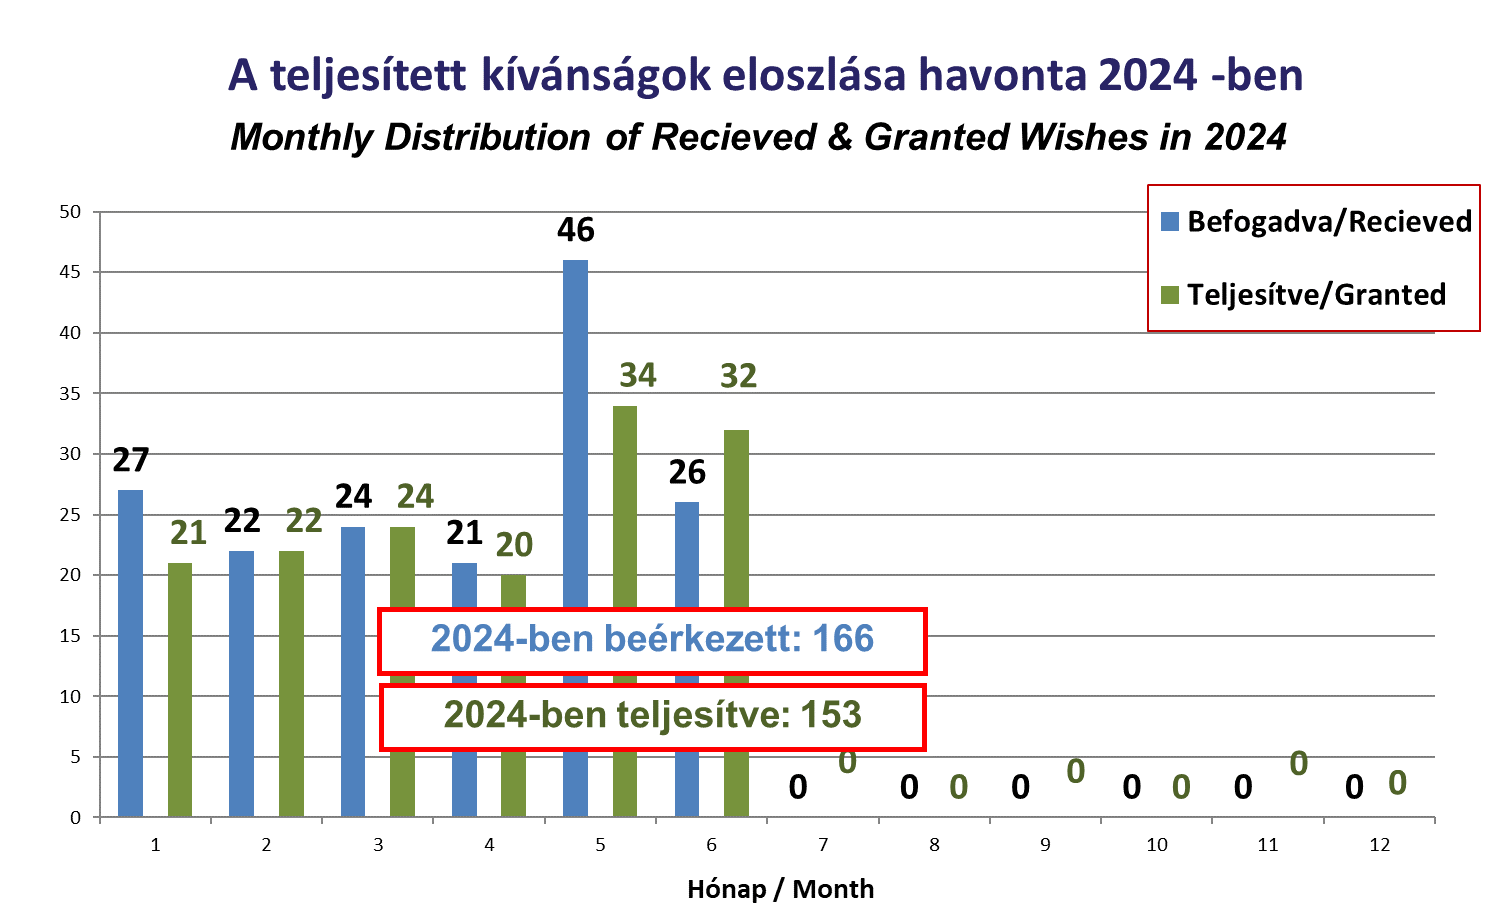 A teljesített kívánságok eloszlása havonta 2024 -ben
Monthly Distribution of Recieved & Granted Wishes in 2024
Befogadva/Recieved
Teljesítve/Granted
50
45
40
35
30
25
20
15
10
5
0
27 21 22 22 24 24 21 20 46 34 26 32 0 0 0 0 0 0 0 0 0 0 0 0
2024-ben beérkezett: 166
2024-ben teljesítve: 153
1 2 3 4 5 6 7 8 9 10 11 12
Hónap / Month